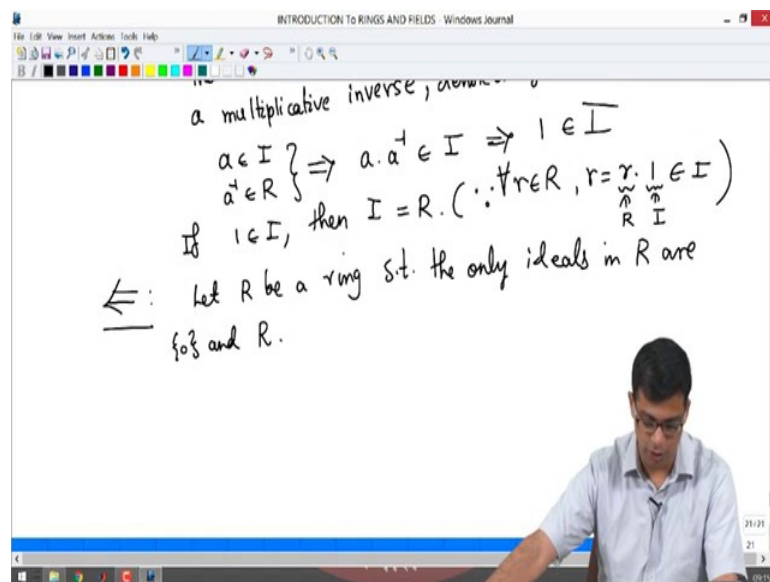 INTRODUCTION To RINGS AND FIELDS - Windows Journal
File Edit View Insert Actions Tools Help
B I
a multiplicative inverse,
a ∈ I } ⇒ a.a⁻¹ ∈ I ⇒ 1 ∈ I
a⁻¹ ∈ R
If 1 ∈ I, then I = R. (∵ ∀ r ∈ R, r = r . 1 ∈ I)
R I
⇐: Let R be a ring s.t. the only ideals in R are
{0} and R.
21/21
21